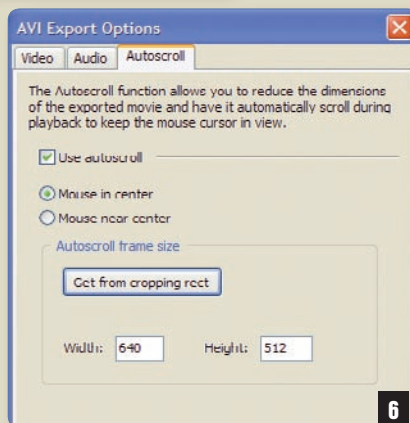 AVI Export Options
Video Audio Autoscroll
The Autoscroll function allows you to reduce the dimensions
of the exported movie and have it automatically scroll during
playback to keep the mouse cursor in view.
Use autoscroll
Mouse in center
Mouse near center
Autoscroll frame size
Get from cropping rect
Width: 640 Height: 512
6